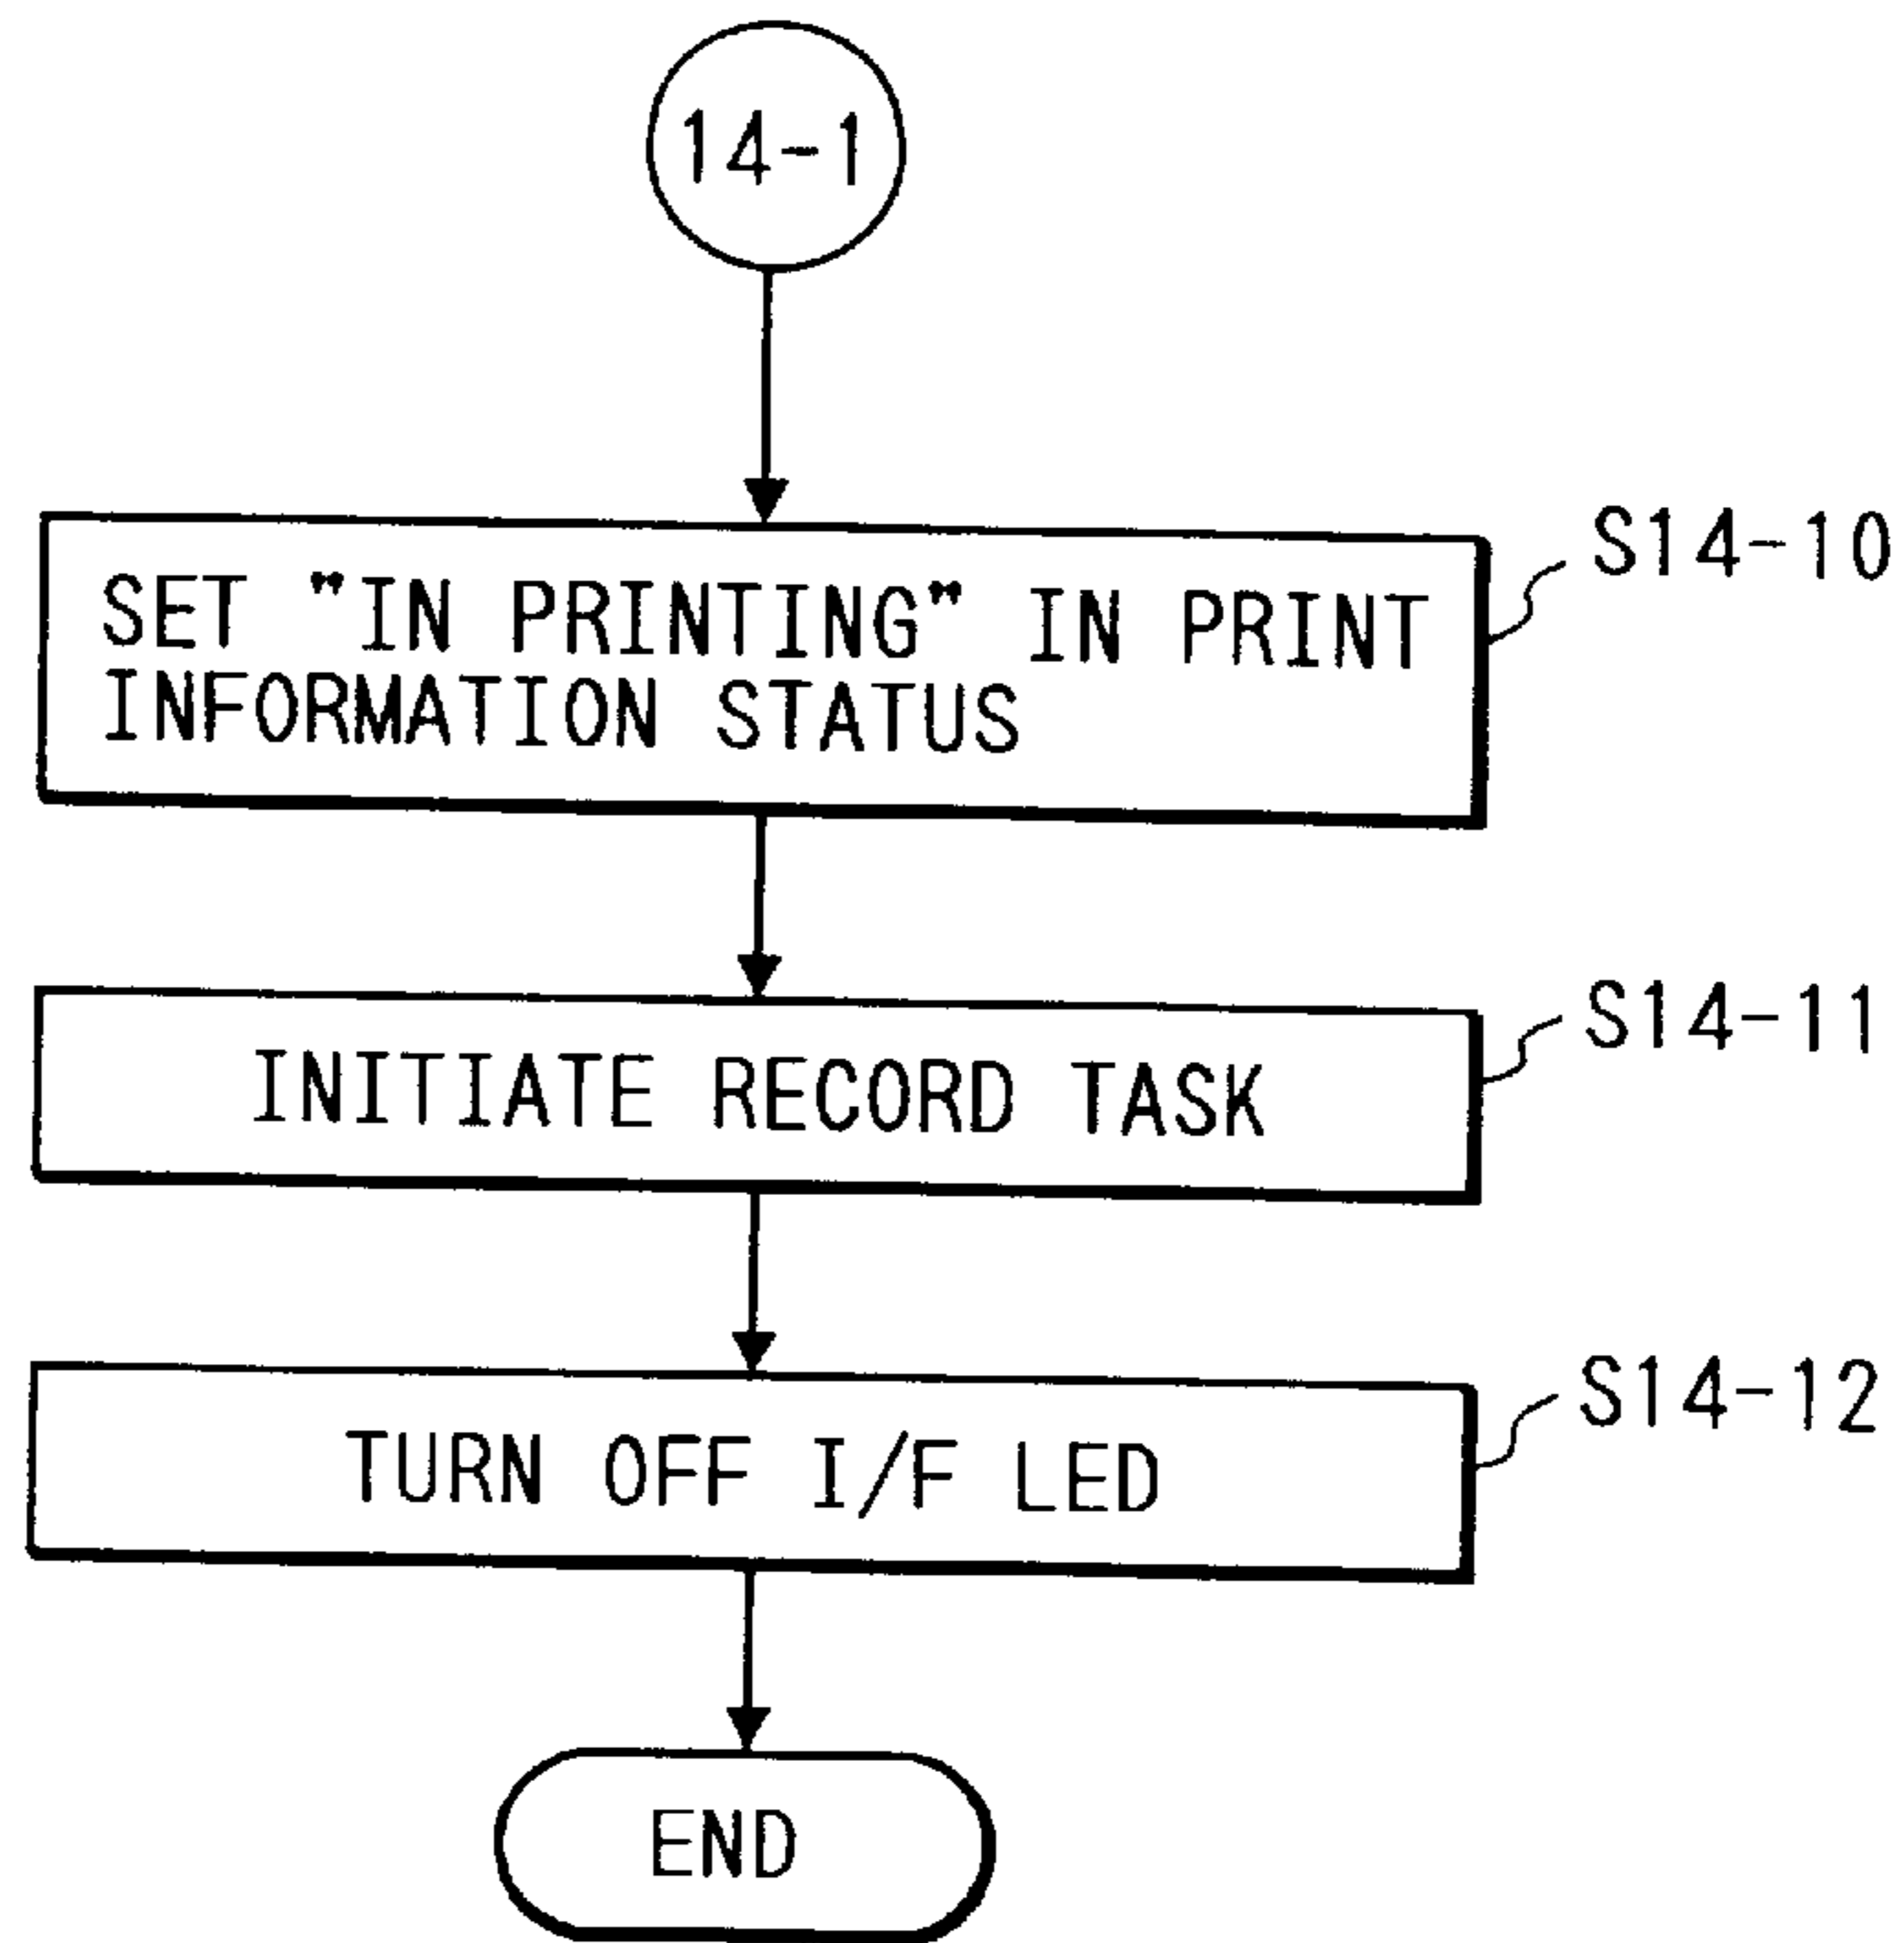 14-1
S14-10
SET "IN PRINTING" IN PRINT
INFORMATION STATUS
S14-11
INITIATE RECORD TASK
S14-12
TURN OFF I/F LED
END